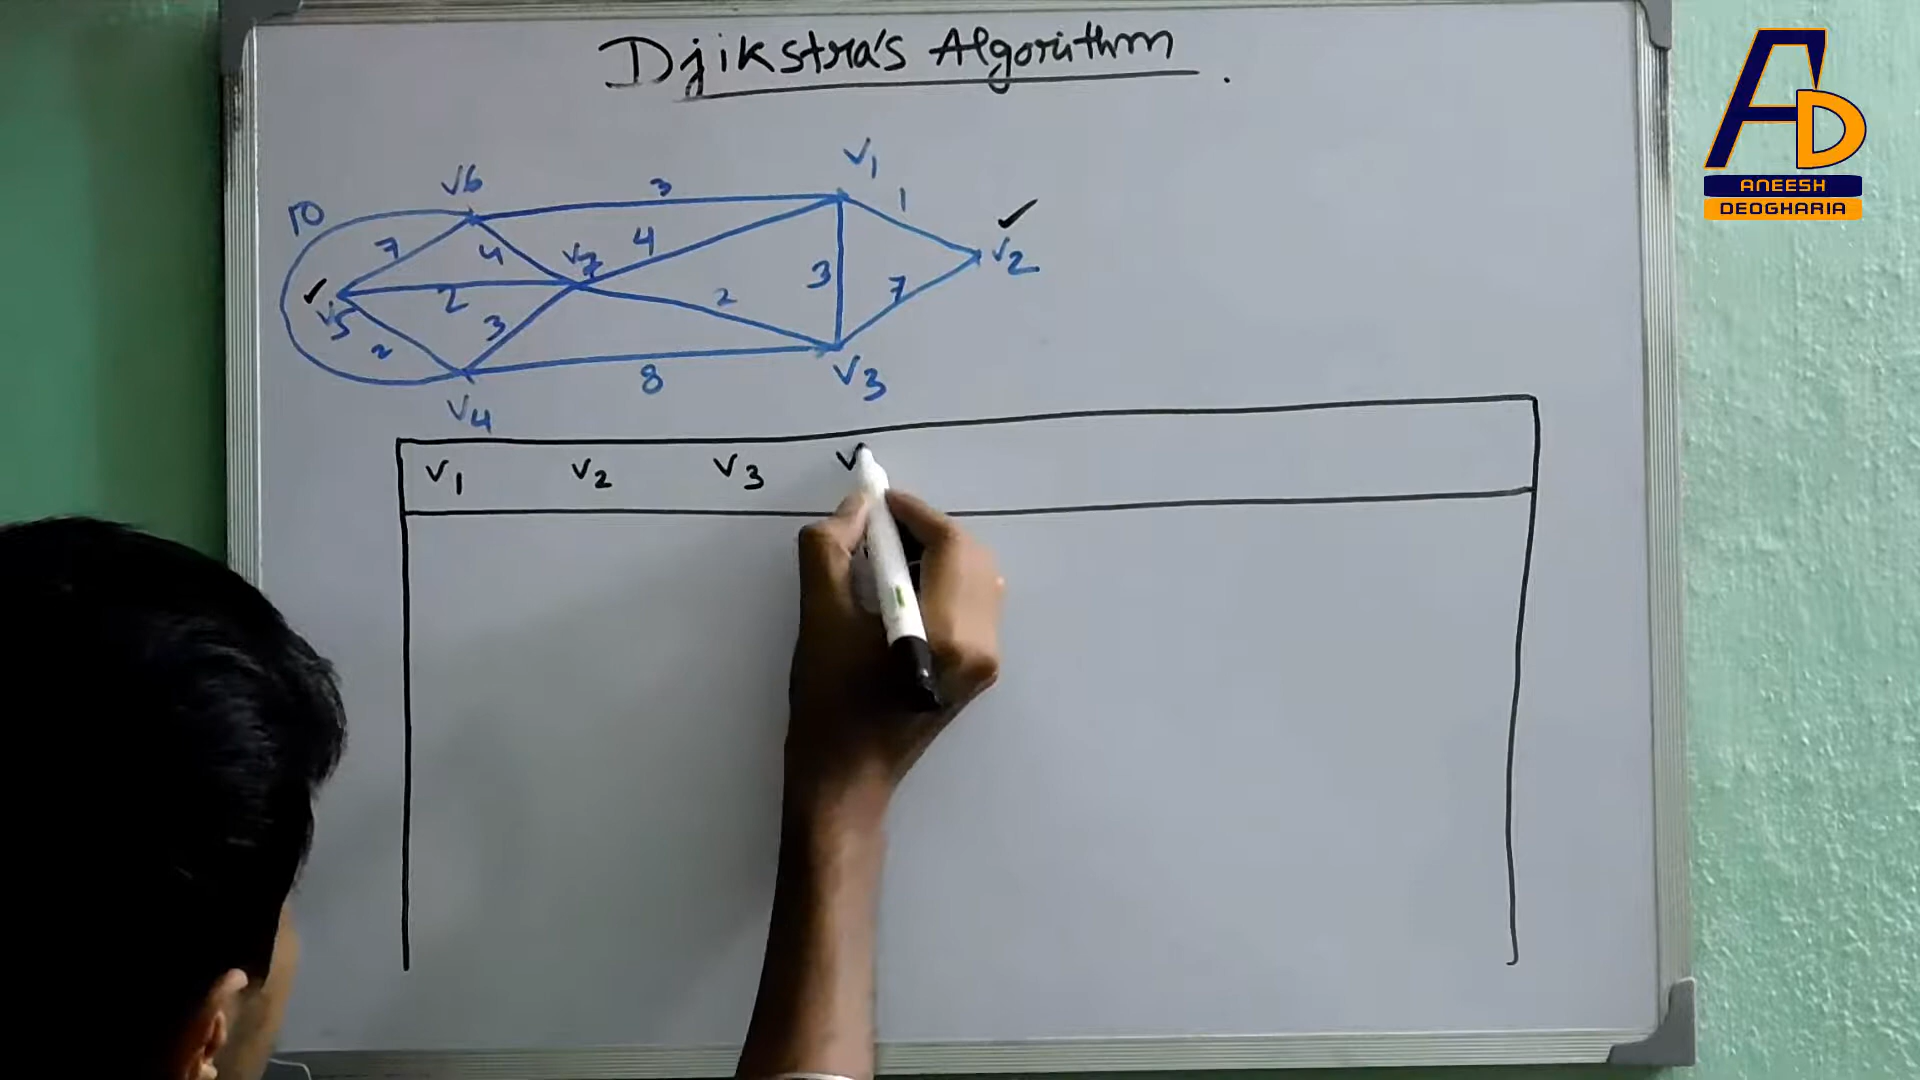 Djikstra's Algorithm.
V1
V6 3
1
10
7 4 V7 4
V2
2 3
V5 3 2 7
2
8 V3
V4
V1 V2 V3 V
AD
ANEESH
DEOGHARIA